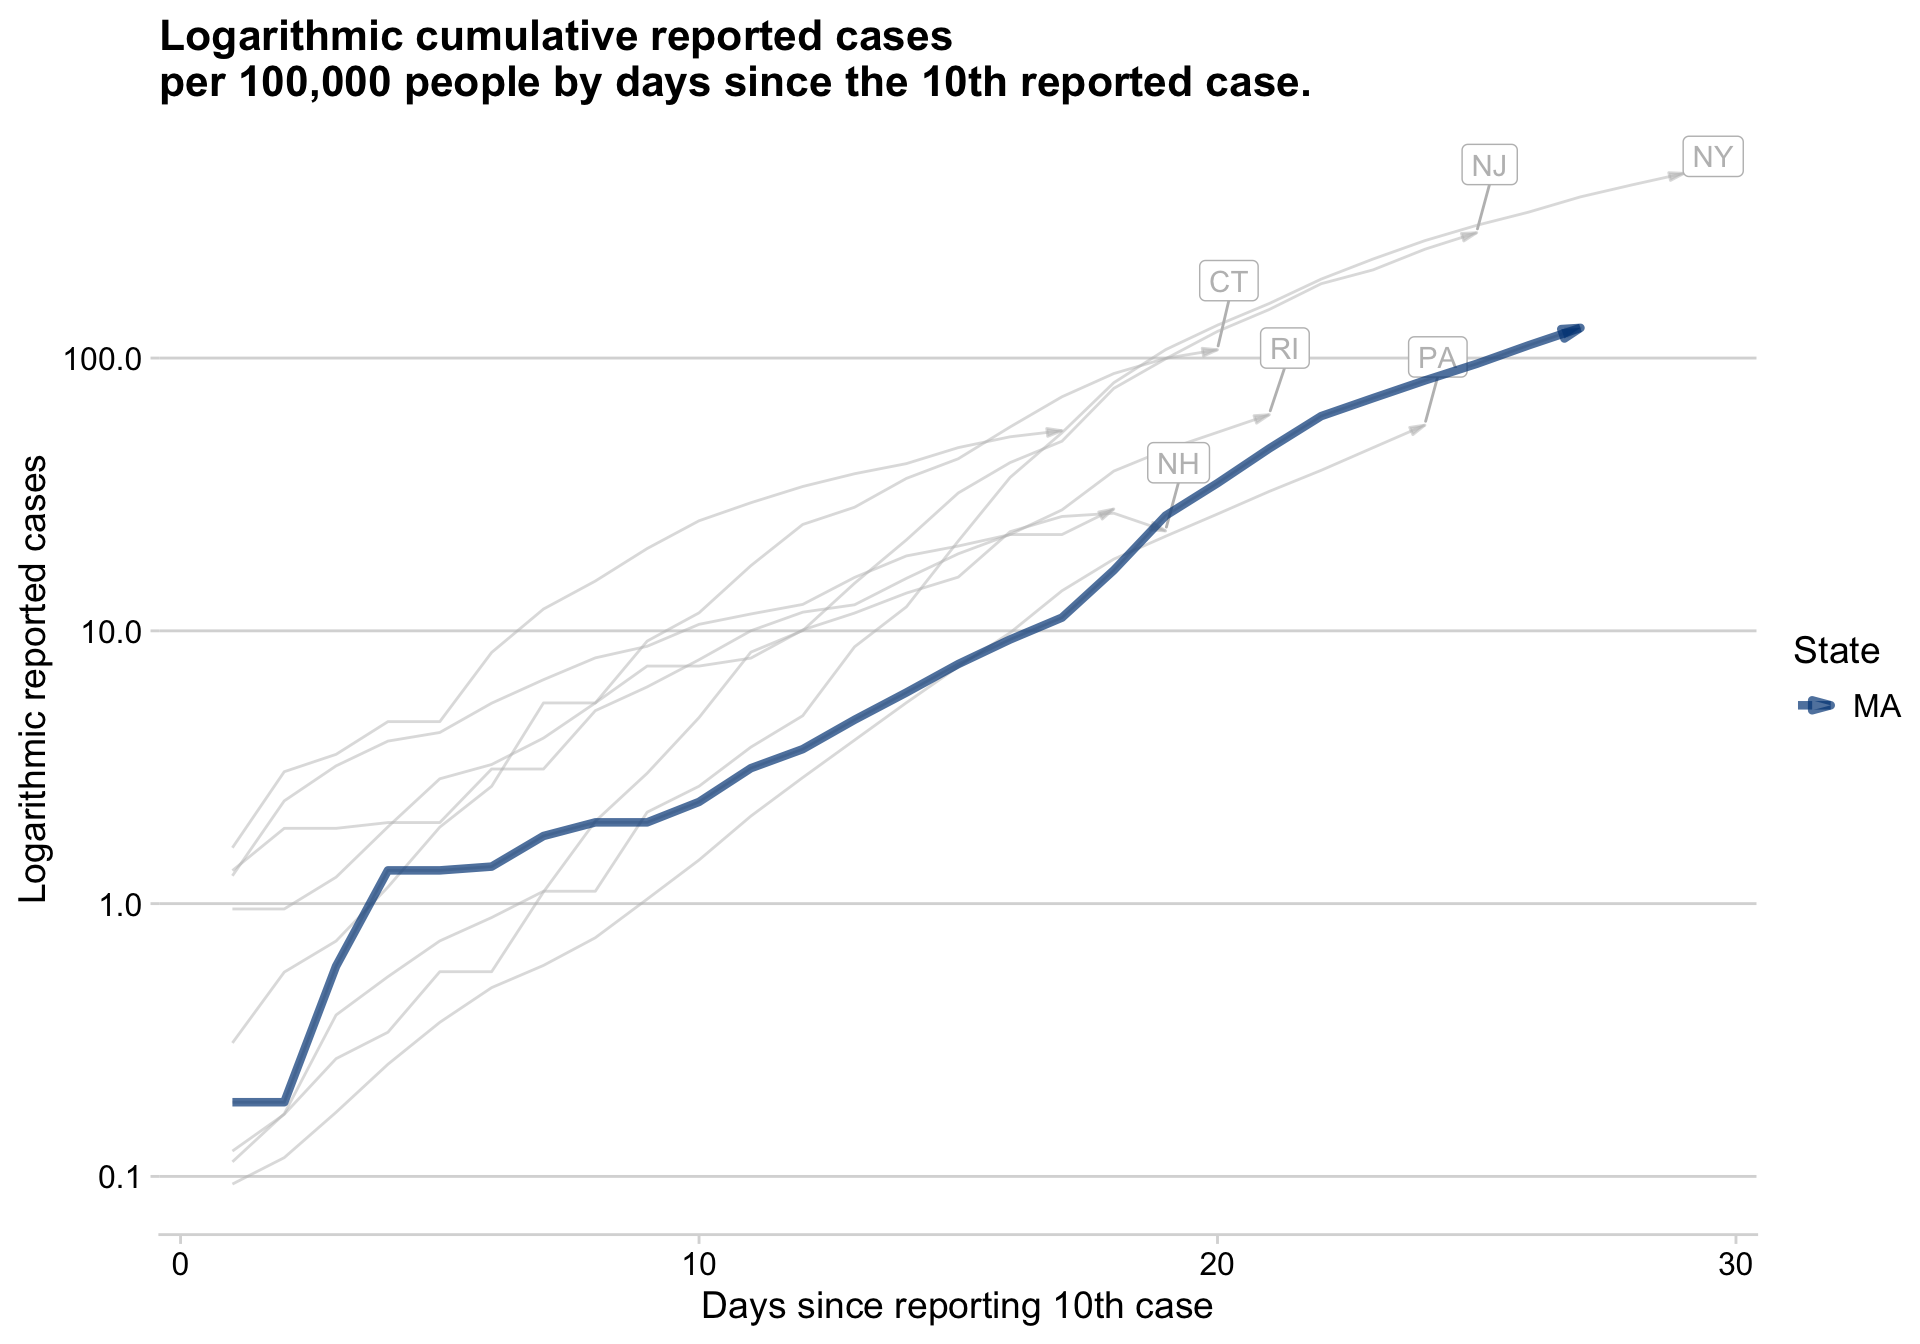 Logarithmic cumulative reported cases
per 100,000 people by days since the 10th reported case.
NY
NJ
CT
RI
PA
NH
100.0
10.0
1.0
0.1
Logarithmic reported cases
State
MA
0
10
20
30
Days since reporting 10th case